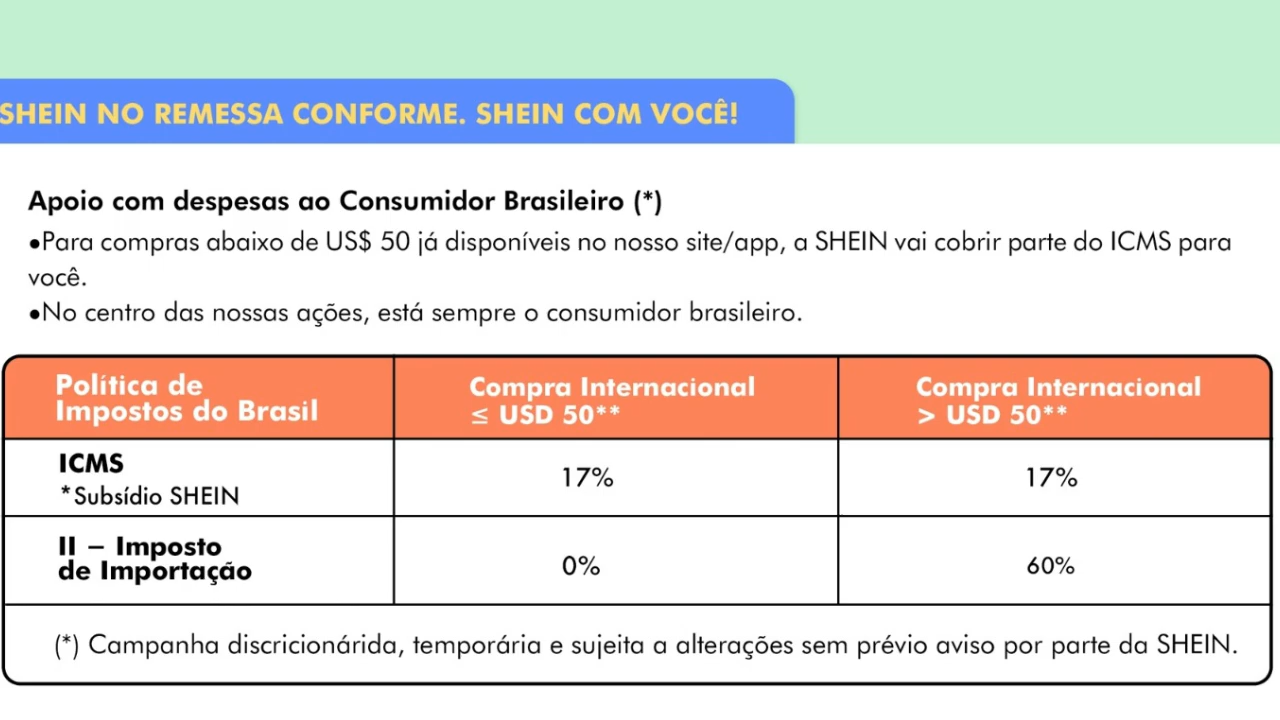 SHEIN NO REMESSA CONFORME. SHEIN COM VOCÊ!
Apoio com despesas ao Consumidor Brasileiro (*)
●Para compras abaixo de US$ 50 já disponíveis no nosso site/app, a SHEIN vai cobrir parte do ICMS para
você.
●No centro das nossas ações, está sempre o consumidor brasileiro.
Política de
Impostos do Brasil
Compra Internacional
≤ USD 50**
Compra Internacional
> USD 50**
ICMS
*Subsídio SHEIN
17%
17%
II – Imposto
de Importação
0%
60%
(*) Campanha discricionárida, temporária e sujeita a alterações sem prévio aviso por parte da SHEIN.